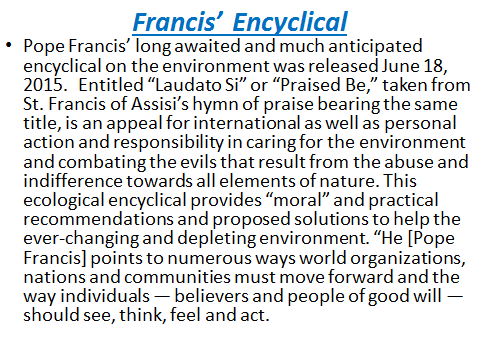 Francis’ Encyclical
• Pope Francis’ long awaited and much anticipated
encyclical on the environment was released June 18,
2015. Entitled “Laudato Si” or “Praised Be,” taken from
St. Francis of Assisi’s hymn of praise bearing the same
title, is an appeal for international as well as personal
action and responsibility in caring for the environment
and combating the evils that result from the abuse and
indifference towards all elements of nature. This
ecological encyclical provides “moral” and practical
recommendations and proposed solutions to help the
ever-changing and depleting environment. “He [Pope
Francis] points to numerous ways world organizations,
nations and communities must move forward and the
way individuals — believers and people of good will —
should see, think, feel and act.